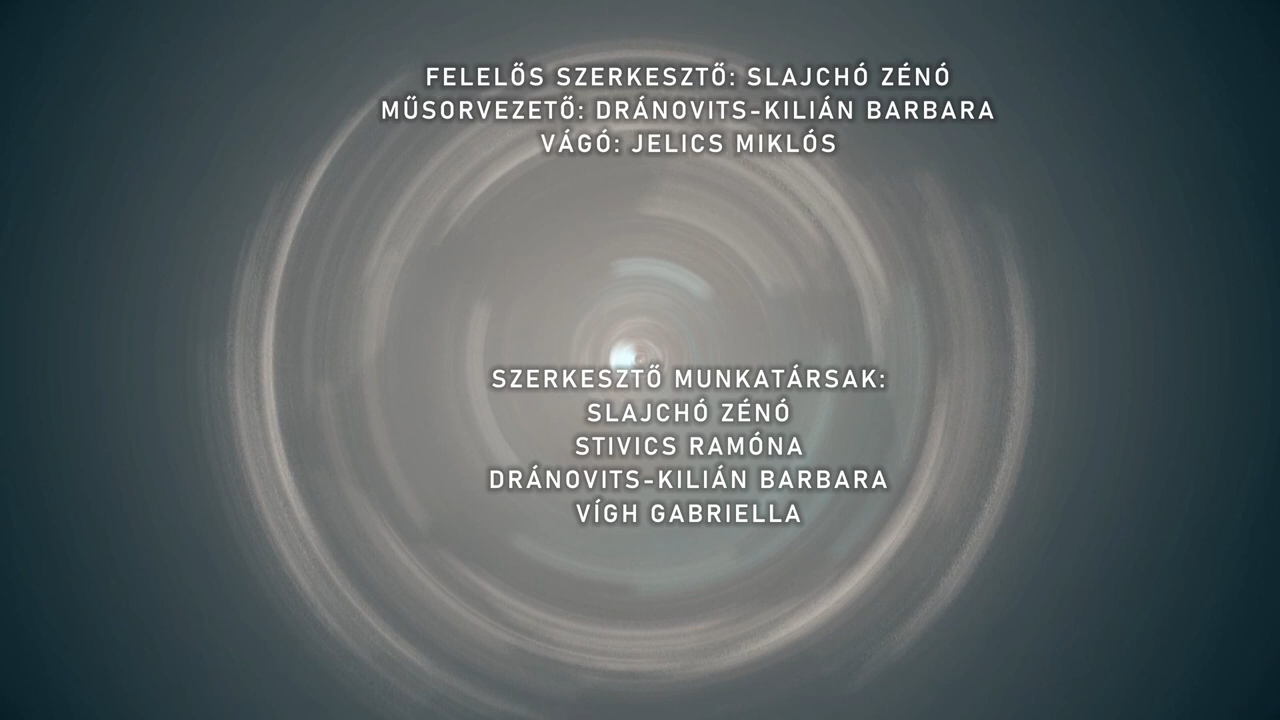 FELELŐS SZERKESZTŐ: SLAJCHÓ ZÉNÓ
MŰSORVEZETŐ: DRÁNOVITS-KILIÁN BARBARA
VÁGÓ: JELICS MIKLÓS
SZERKESZTŐ MUNKATÁRSAK:
SLAJCHÓ ZÉNÓ
STIVICS RAMÓNA
DRÁNOVITS-KILIÁN BARBARA
VÍGH GABRIELLA